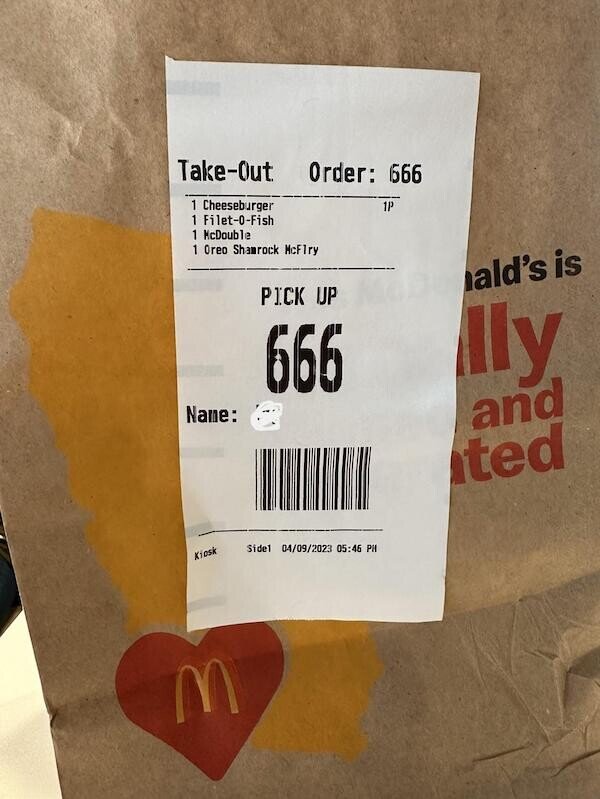 Take-Out Order: 666
1 Cheeseburger 1P
1 Filet-O-Fish
1 McDouble
1 Oreo Shamrock McFlry
PICK UP
666
Name:
Kiosk Side1 04/09/2023 05:46 PM
nald's is
lly
and
ated